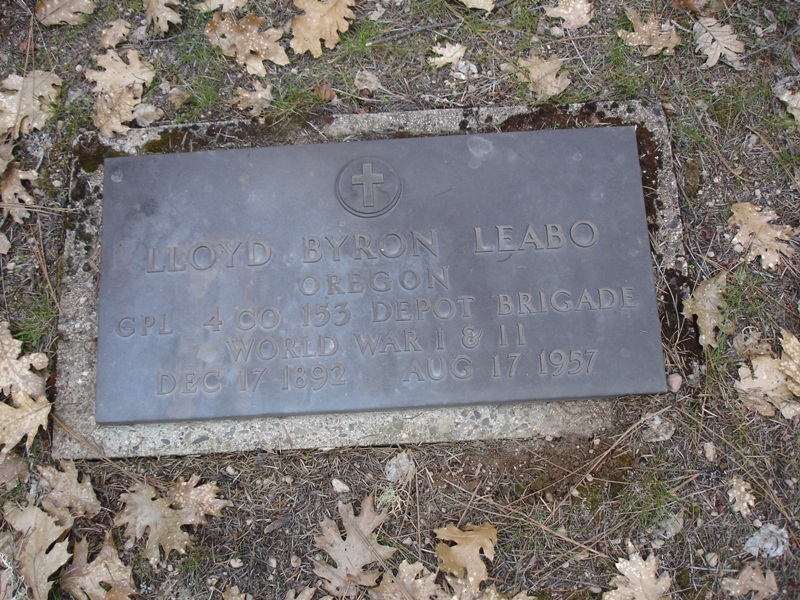 LLOYD BYRON LEABO
OREGON
CPL 4 CO 153 DEPOT BRIGADE
WORLD WAR I & II
DEC 17 1892 AUG 17 1957